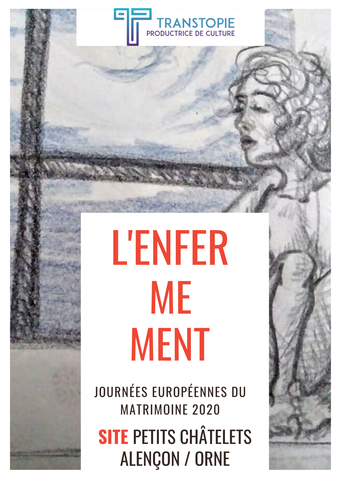 TRANSTOPIE
PRODUCTRICE DE CULTURE
L'ENFER
ME
MENT
JOURNÉES EUROPÉENNES DU
MATRIMOINE 2020
SITE PETITS CHÂTELETS
ALENÇON / ORNE